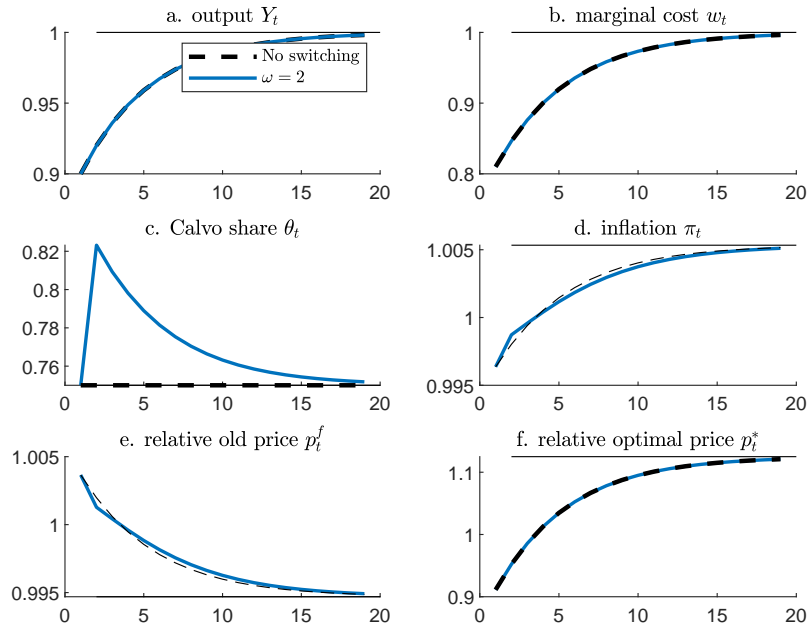 a. output Y_t
1
0.95
0.9
0 5 10 15 20
No switching
ω = 2
b. marginal cost w_t
1
0.9
0.8
0 5 10 15 20
c. Calvo share θ_t
0.82
0.8
0.78
0.76
0 5 10 15 20
d. inflation π_t
1.005
1
0.995
0 5 10 15 20
e. relative old price p_t^f
1.005
1
0.995
0 5 10 15 20
f. relative optimal price p_t^*
1.1
1
0.9
0 5 10 15 20